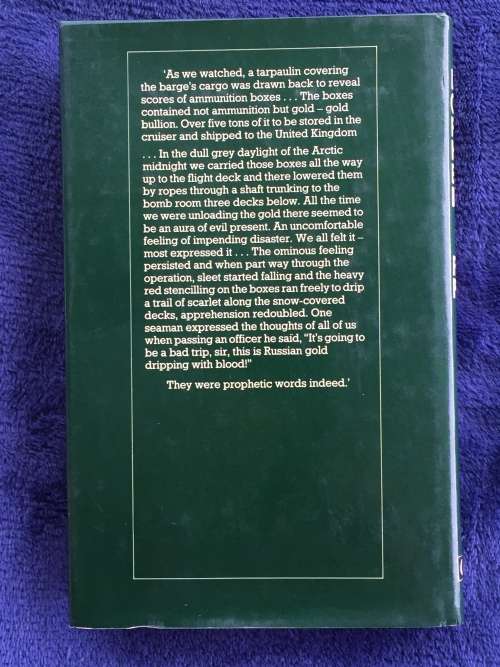 'As we watched, a tarpaulin covering
the barge's cargo was drawn back to reveal
scores of ammunition boxes . . . The boxes
contained not ammunition but gold – gold
bullion. Over five tons of it to be stored in the
cruiser and shipped to the United Kingdom
. . . In the dull grey daylight of the Arctic
midnight we carried those boxes all the way
up to the flight deck and there lowered them
by ropes through a shaft trunking to the
bomb room three decks below. All the time
we were unloading the gold there seemed to
be an aura of evil present. An uncomfortable
feeling of impending disaster. We all felt it –
most expressed it . . . The ominous feeling
persisted and when part way through the
operation, sleet started falling and the heavy
red stencilling on the boxes ran freely to drip
a trail of scarlet along the snow-covered
decks, apprehension redoubled. One
seaman expressed the thoughts of all of us
when passing an officer he said, "It's going to
be a bad trip, sir, this is Russian gold
dripping with blood!"
They were prophetic words indeed.'